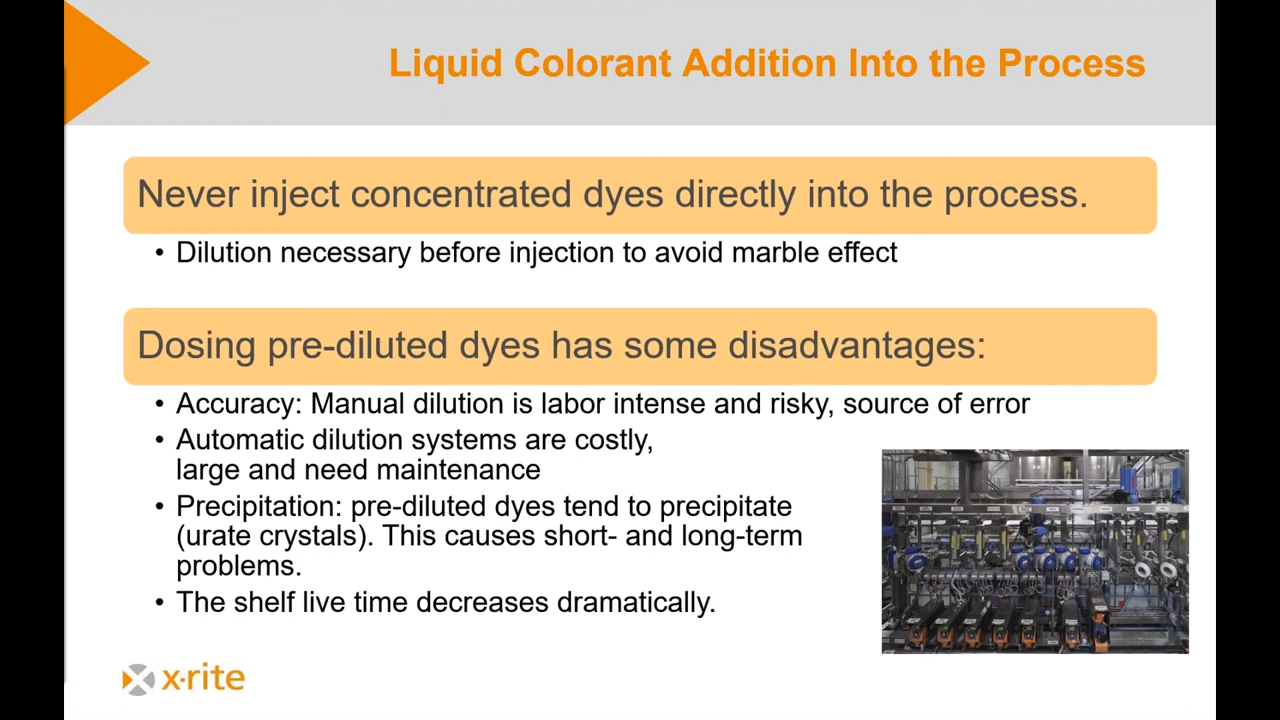 Liquid Colorant Addition Into the Process
Never inject concentrated dyes directly into the process.
• Dilution necessary before injection to avoid marble effect
Dosing pre-diluted dyes has some disadvantages:
• Accuracy: Manual dilution is labor intense and risky, source of error
• Automatic dilution systems are costly,
large and need maintenance
• Precipitation: pre-diluted dyes tend to precipitate
(urate crystals). This causes short- and long-term
problems.
• The shelf live time decreases dramatically.
x·rite